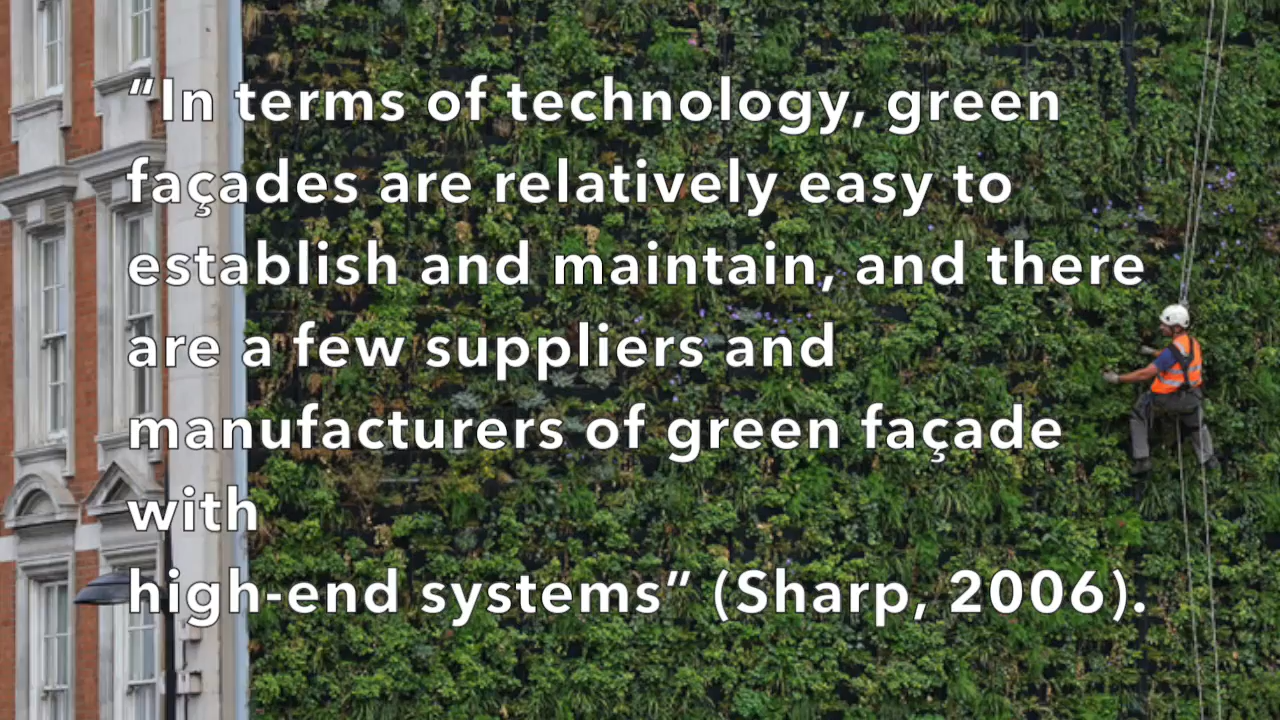 “In terms of technology, green
façades are relatively easy to
establish and maintain, and there
are a few suppliers and
manufacturers of green façade
with
high-end systems” (Sharp, 2006).